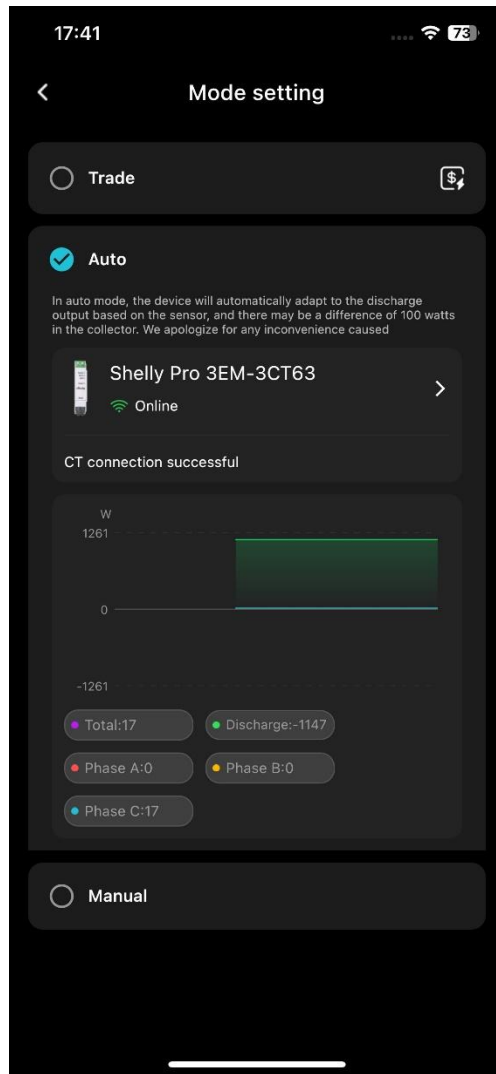 17:41
73
Mode setting
Trade
Auto
In auto mode, the device will automatically adapt to the discharge
output based on the sensor, and there may be a difference of 100 watts
in the collector. We apologize for any inconvenience caused
Shelly Pro 3EM-3CT63
Online
CT connection successful
W
1261
0
-1261
Total:17
Discharge:-1147
Phase A:0
Phase B:0
Phase C:17
Manual